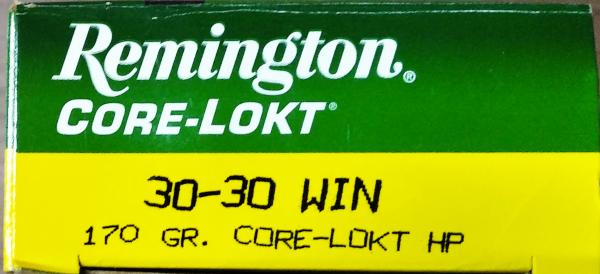 Remington®
CORE-LOKT®
30-30 WIN
170 GR. CORE-LOKT HP